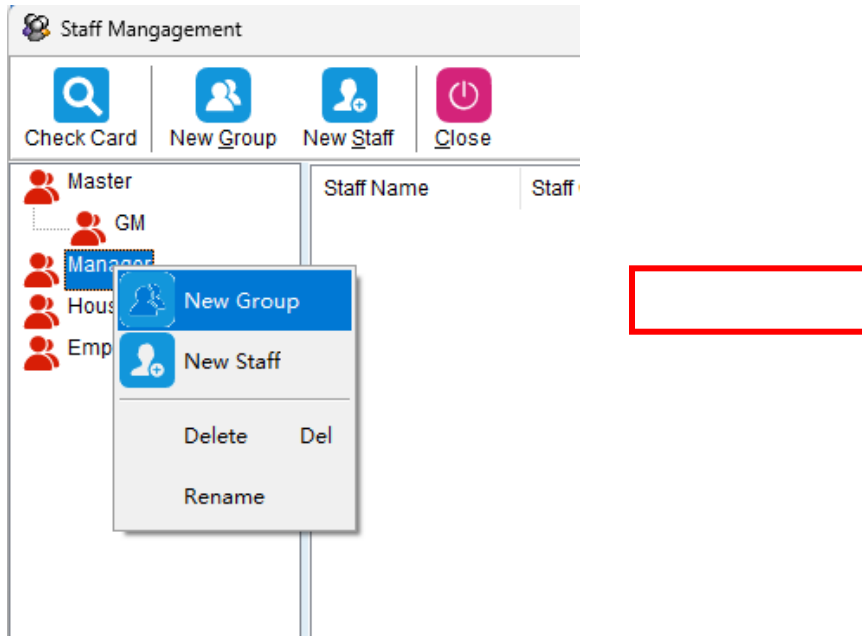 Staff Mangagement
Check Card New Group New Staff Close
Master
GM
Manager
New Group
New Staff
Delete Del
Rename
Staff Name Staff